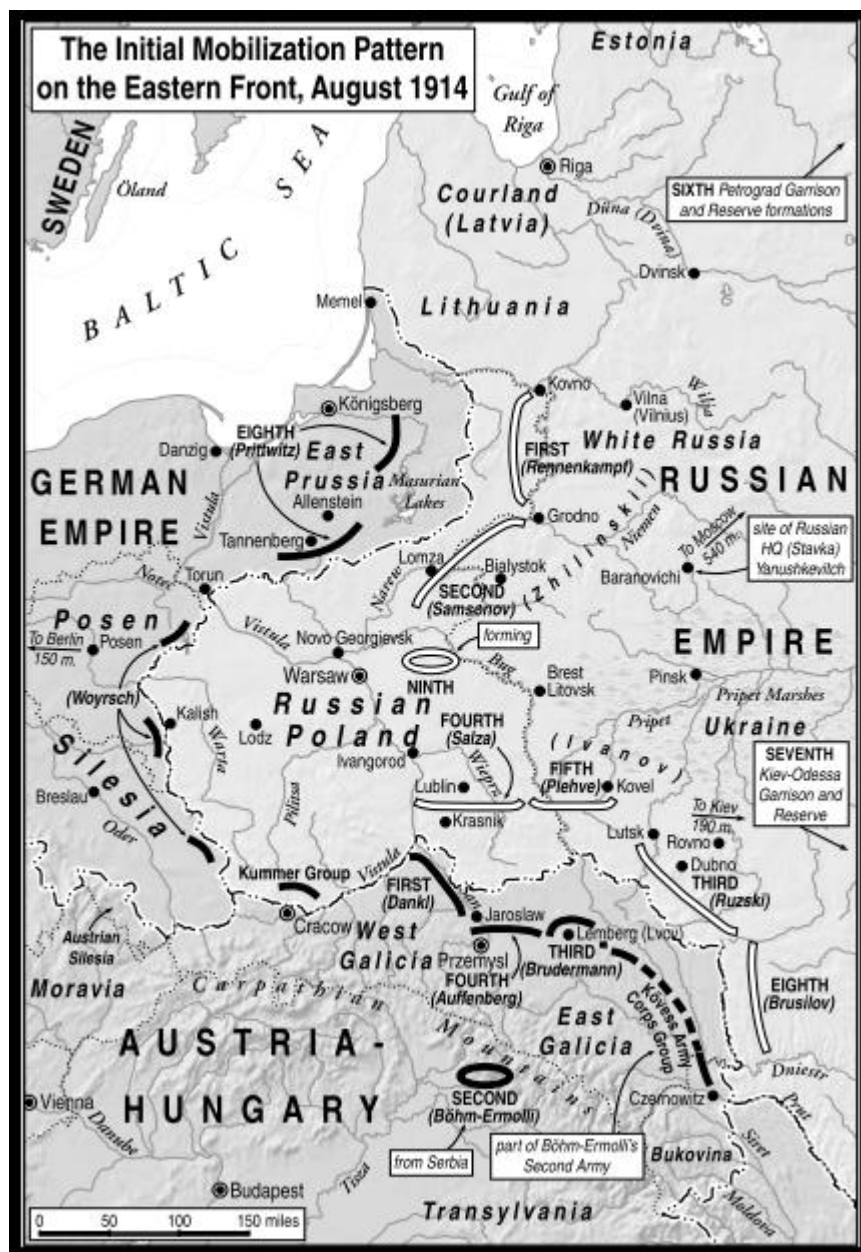 The Initial Mobilization Pattern
on the Eastern Front, August 1914
Estonia
Gulf of
Riga
SWEDEN
Öland
BALTIC SEA
Riga
Courland
(Latvia)
Düna (Dvina)
SIXTH Petrograd Garrison
and Reserve formations
Dvinsk
Memel
Lithuania
Kovno
Vilna
(Vilnius)
Wilja
Königsberg
EIGHTH
(Prittwitz)
East
Prussia
Danzig
FIRST
(Rennenkampf)
White Russia
GERMAN
EMPIRE
Vistula
Allenstein
Masurian
Lakes
RUSSIAN
Tannenberg
Grodno
Niemen
(Zhilinskii)
To Moscow
540 m.
site of Russian
HQ (Stavka)
Yanushkevitch
Lomza
Narew
Bialystok
Baranovichi
SECOND
(Samsonov)
Torun
Notec
Posen
To Berlin
150 m.
Posen
Vistula
Novo Georgievsk
forming
EMPIRE
Warsaw
NINTH
Bug
Brest
Litovsk
Pinsk
Pripet Marshes
(Woyrsch)
Kalish
Warta
Lodz
Russian
Poland
FOURTH
(Salza)
Pripet
Ukraine
(Ivanov)
Ivangorod
Silesia
Breslau
Oder
Pilitsa
Lublin
Wieprz
FIFTH
(Plehve)
Kovel
SEVENTH
Kiev-Odessa
Garrison and
Reserve
Krasnik
To Kiev
190 m.
Lutsk
Rovno
Dubno
THIRD
(Ruzski)
Kummer Group
Vistula
FIRST
(Dankl)
San
Cracow
Jaroslaw
Lemberg (Lvov)
Austrian
Silesia
West
Galicia
Przemysl
THIRD
(Brudermann)
FOURTH
(Auffenberg)
EIGHTH
(Brusilov)
Moravia
Carpathian
Mountains
East
Galicia
Kövess Army
Corps Group
AUSTRIA-
HUNGARY
Dniestr
Vienna
Danube
SECOND
(Böhm-Ermolli)
Czernowitz
Prut
Siret
from Serbia
part of Böhm-Ermolli's
Second Army
Bukovina
Tisza
Budapest
Transylvania
Moldova
0 50 100 150 miles